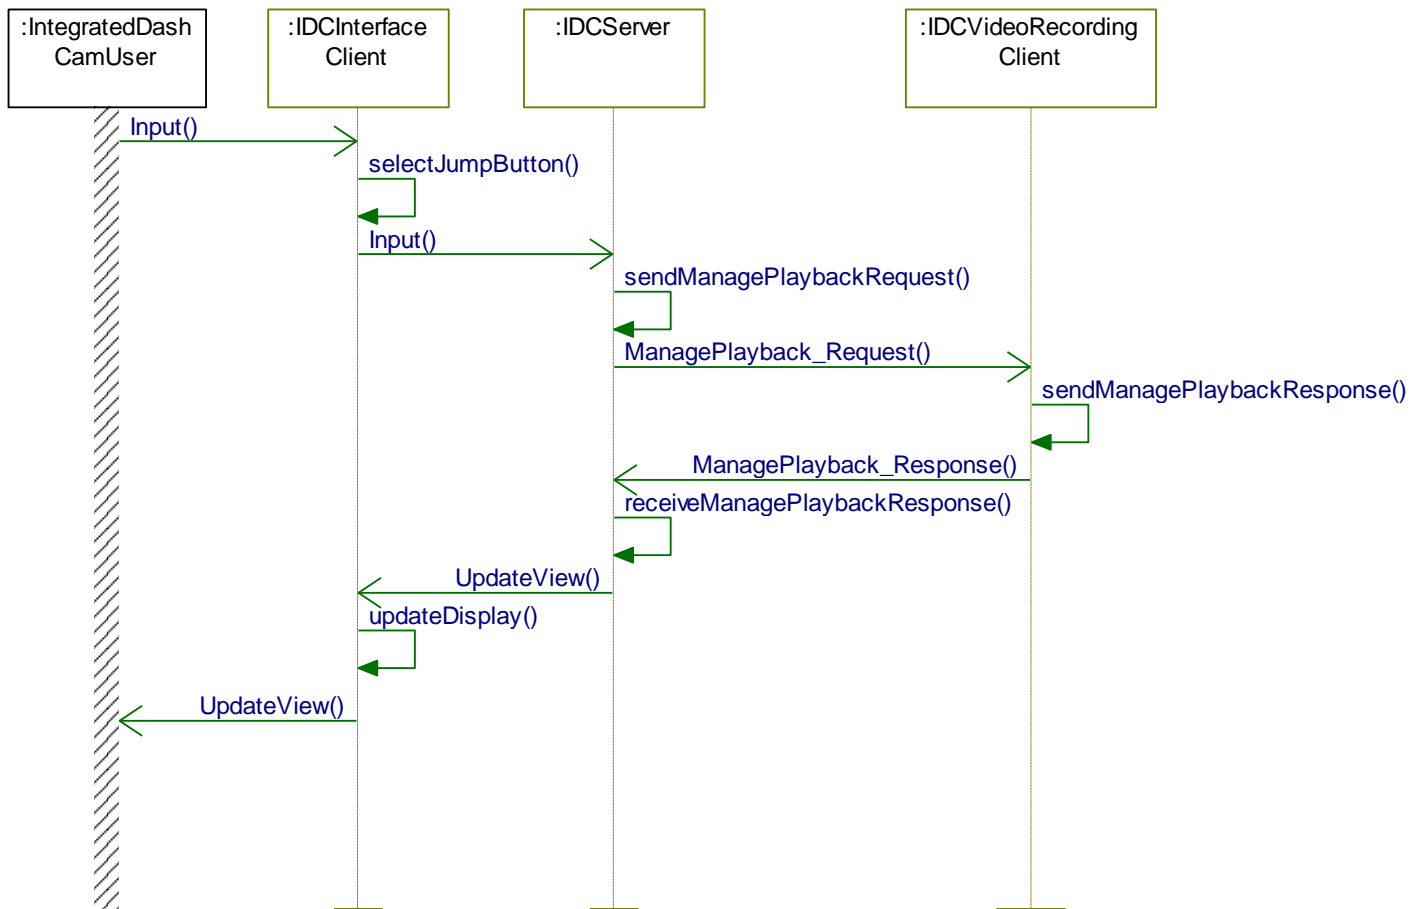 :IntegratedDash
CamUser
:IDCInterface
Client
:IDCServer
:IDCVideoRecording
Client
Input()
selectJumpButton()
Input()
sendManagePlaybackRequest()
ManagePlayback_Request()
sendManagePlaybackResponse()
ManagePlayback_Response()
receiveManagePlaybackResponse()
UpdateView()
updateDisplay()
UpdateView()